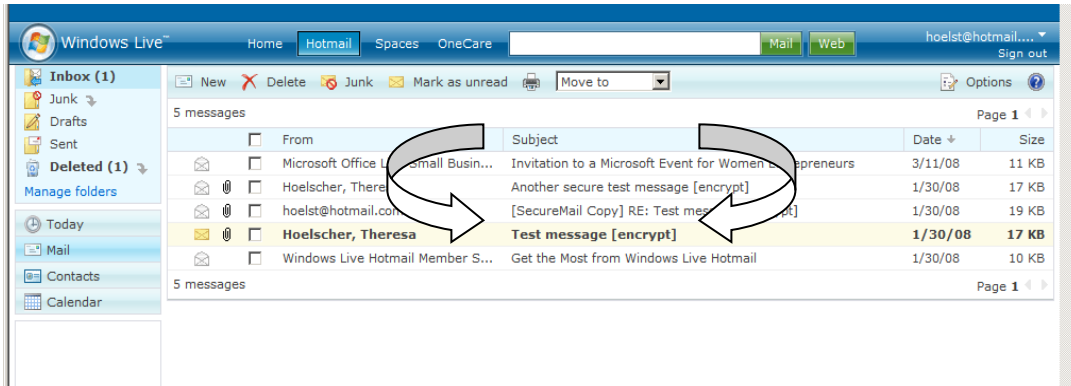 Windows Live™ Home Hotmail Spaces OneCare Mail Web hoelst@hotmail....
Sign out
Inbox (1)
Junk
Drafts
Sent
Deleted (1)
Manage folders
Today
Mail
Contacts
Calendar
New Delete Junk Mark as unread Move to Options
5 messages Page 1
From Subject Date Size
Microsoft Office L Small Busin... Invitation to a Microsoft Event for Women epreneurs 3/11/08 11 KB
Hoelscher, There Another secure test message [encrypt] 1/30/08 17 KB
hoelst@hotmail.co [SecureMail Copy] RE: Test mes pt] 1/30/08 19 KB
Hoelscher, Theresa Test message [encrypt] 1/30/08 17 KB
Windows Live Hotmail Member S... Get the Most from Windows Live Hotmail 1/30/08 10 KB
5 messages Page 1